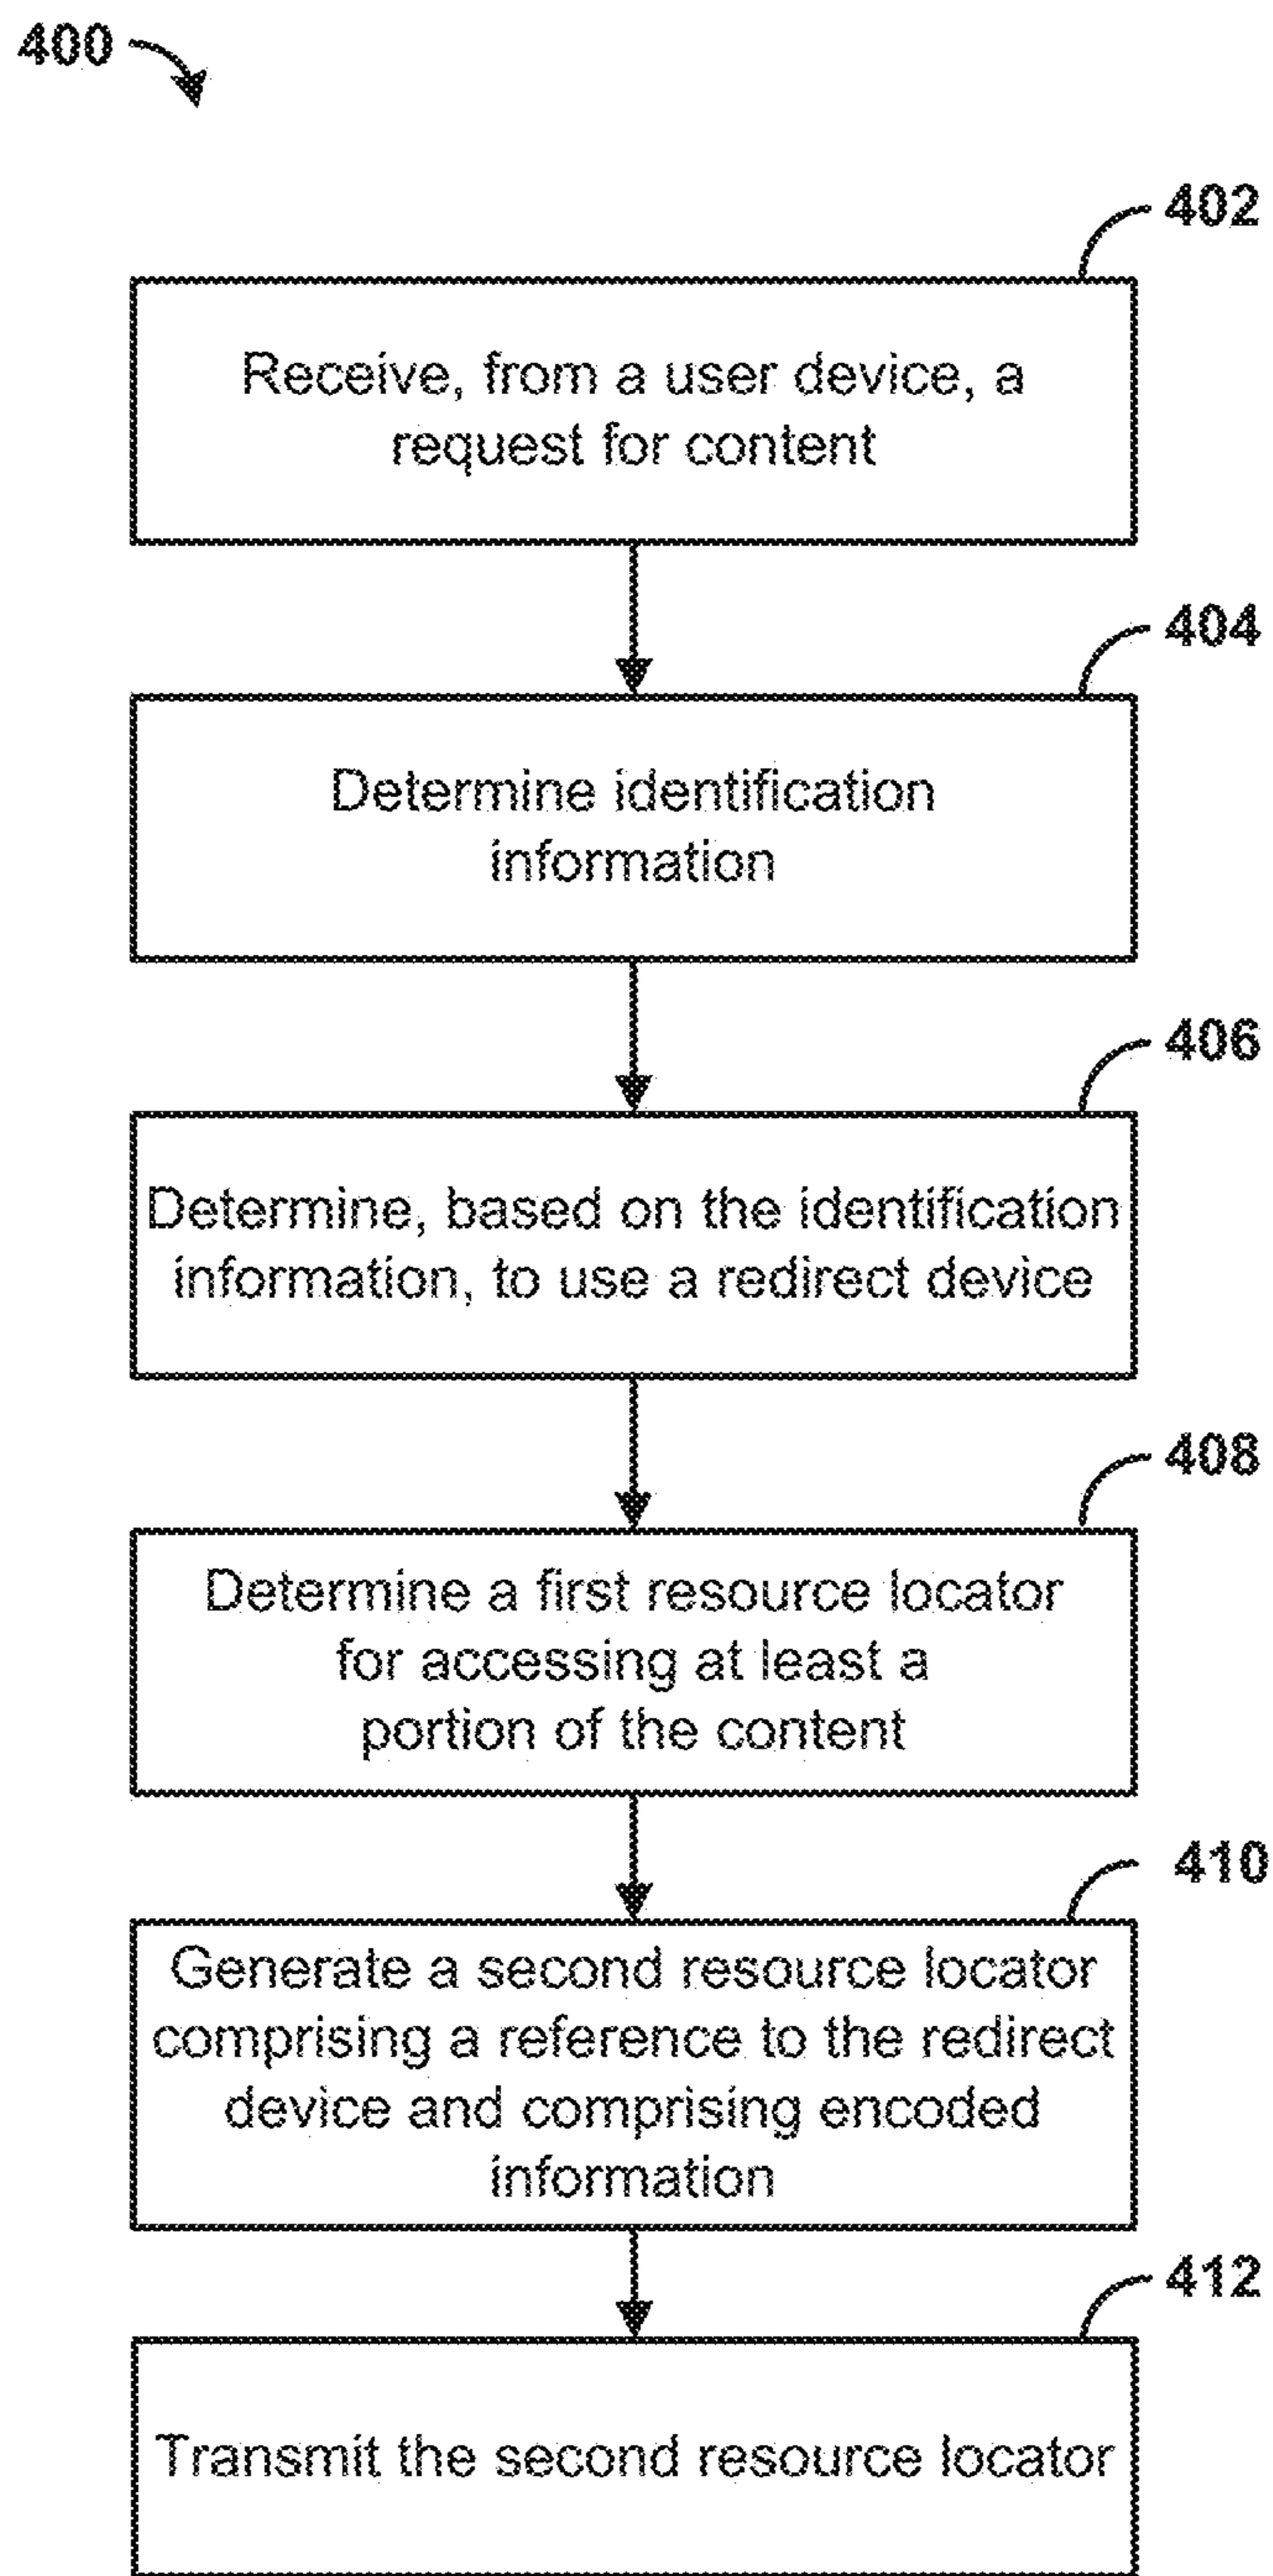 400
402
Receive, from a user device, a
request for content
404
Determine identification
information
406
Determine, based on the identification
information, to use a redirect device
408
Determine a first resource locator
for accessing at least a
portion of the content
410
Generate a second resource locator
comprising a reference to the redirect
device and comprising encoded
information
412
Transmit the second resource locator